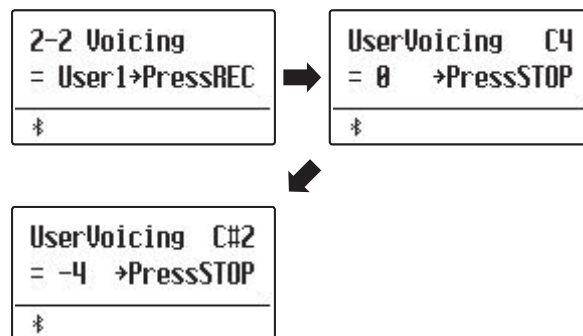 2-2 Voicing
= User1→PressREC
UserVoicing C4
= 0 →PressSTOP
UserVoicing C#2
= -4 →PressSTOP